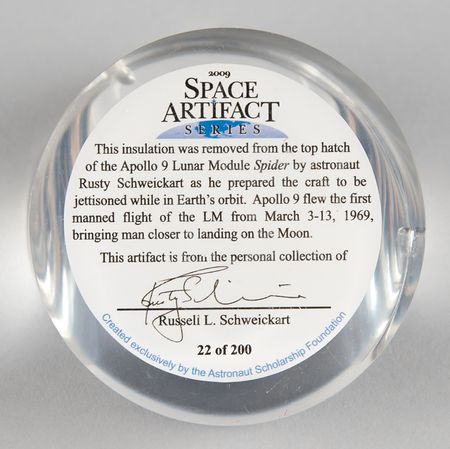 2009
SPACE
ARTIFACT
SERIES
This insulation was removed from the top hatch
of the Apollo 9 Lunar Module Spider by astronaut
Rusty Schweickart as he prepared the craft to be
jettisoned while in Earth's orbit. Apollo 9 flew the first
manned flight of the LM from March 3-13, 1969,
bringing man closer to landing on the Moon.
This artifact is from the personal collection of
Russell L. Schweickart
22 of 200
Created exclusively by the Astronaut Scholarship Foundation